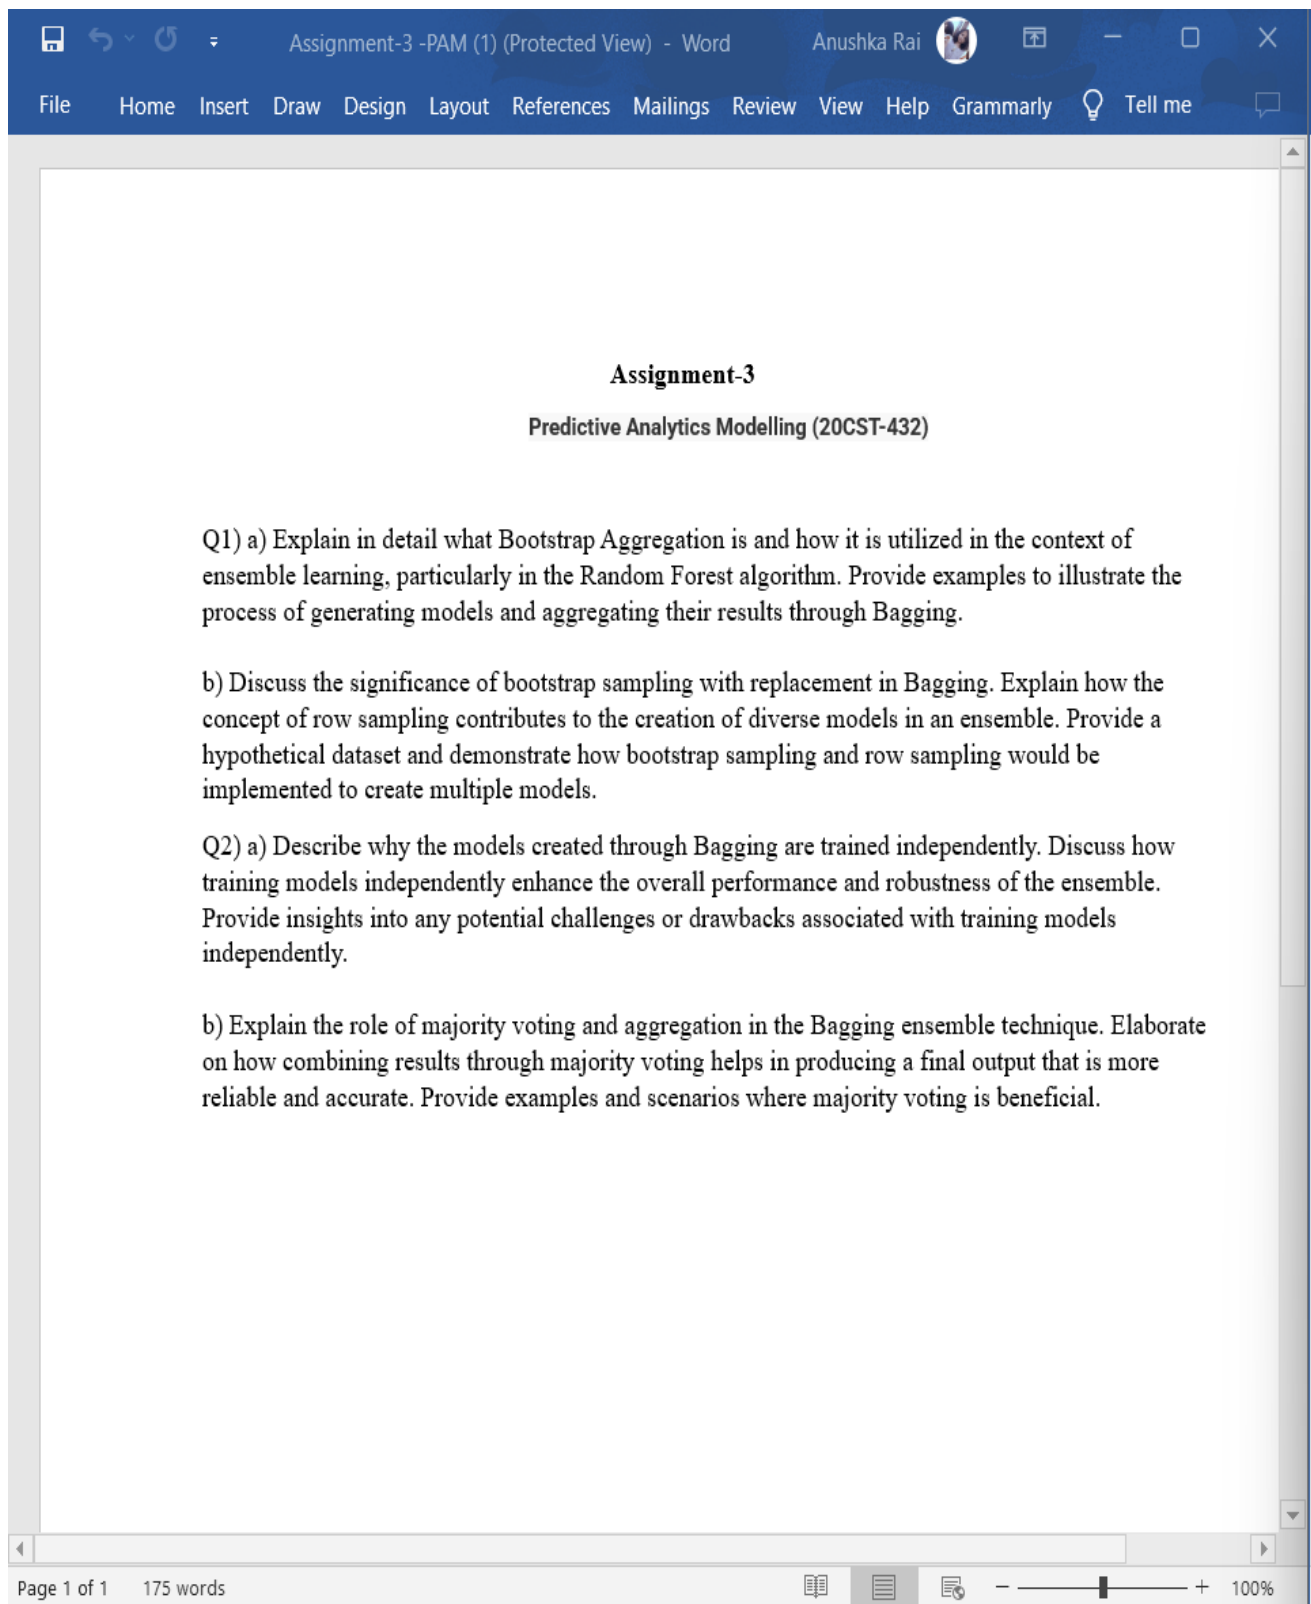 Assignment-3 -PAM (1) (Protected View) - Word
Anushka Rai
File Home Insert Draw Design Layout References Mailings Review View Help Grammarly Tell me
Assignment-3
Predictive Analytics Modelling (20CST-432)
Q1) a) Explain in detail what Bootstrap Aggregation is and how it is utilized in the context of
ensemble learning, particularly in the Random Forest algorithm. Provide examples to illustrate the
process of generating models and aggregating their results through Bagging.
b) Discuss the significance of bootstrap sampling with replacement in Bagging. Explain how the
concept of row sampling contributes to the creation of diverse models in an ensemble. Provide a
hypothetical dataset and demonstrate how bootstrap sampling and row sampling would be
implemented to create multiple models.
Q2) a) Describe why the models created through Bagging are trained independently. Discuss how
training models independently enhance the overall performance and robustness of the ensemble.
Provide insights into any potential challenges or drawbacks associated with training models
independently.
b) Explain the role of majority voting and aggregation in the Bagging ensemble technique. Elaborate
on how combining results through majority voting helps in producing a final output that is more
reliable and accurate. Provide examples and scenarios where majority voting is beneficial.
Page 1 of 1 175 words 100%